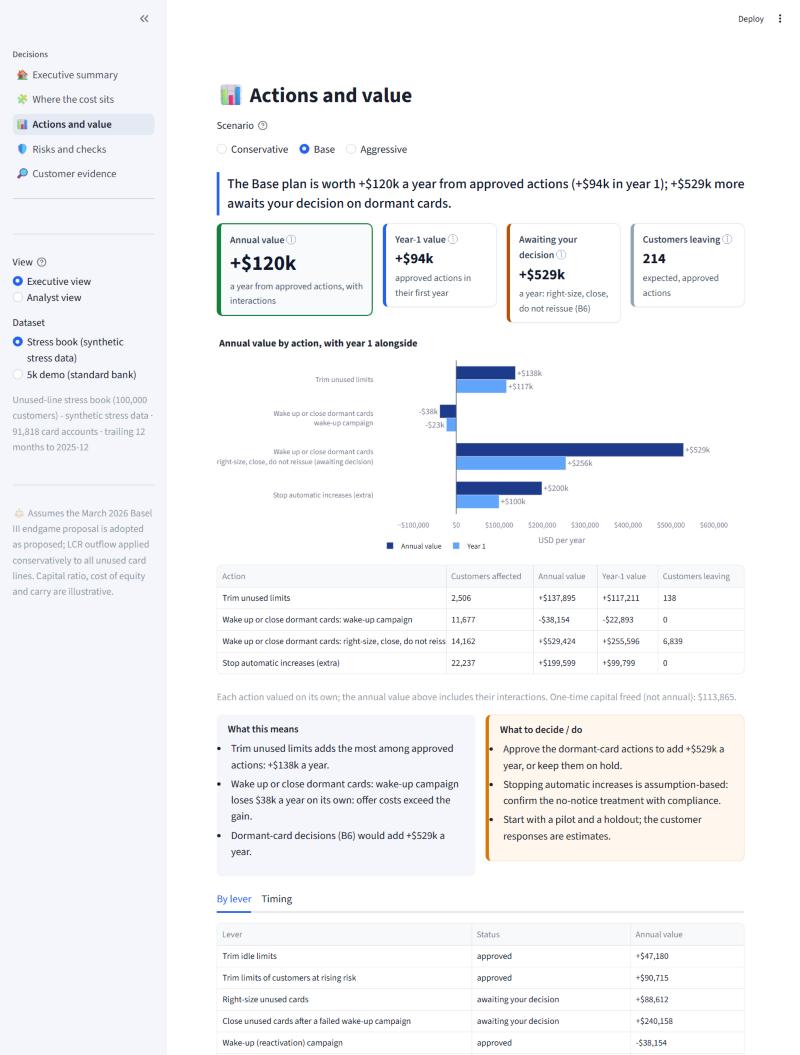 Deploy
Decisions
Executive summary
Where the cost sits
Actions and value
Risks and checks
Customer evidence
View
Executive view
Analyst view
Dataset
Stress book (synthetic
stress data)
5k demo (standard bank)
Unused-line stress book (100,000
customers) - synthetic stress data ·
91,818 card accounts · trailing 12
months to 2025-12
Assumes the March 2026 Basel
III endgame proposal is adopted
as proposed; LCR outflow applied
conservatively to all unused card
lines. Capital ratio, cost of equity
and carry are illustrative.
Actions and value
Scenario
Conservative Base Aggressive
The Base plan is worth +$120k a year from approved actions (+$94k in year 1); +$529k more
awaits your decision on dormant cards.
Annual value
+$120k
a year from approved actions, with
interactions
Year-1 value
+$94k
approved actions in
their first year
Awaiting your
decision
+$529k
a year: right-size, close,
do not reissue (B6)
Customers leaving
214
expected, approved
actions
Annual value by action, with year 1 alongside
Trim unused limits
+$138k
+$117k
Wake up or close dormant cards
wake-up campaign
-$38k
-$23k
Wake up or close dormant cards
right-size, close, do not reissue (awaiting decision)
+$529k
+$256k
Stop automatic increases (extra)
+$200k
+$100k
−$100,000 $0 $100,000 $200,000 $300,000 $400,000 $500,000 $600,000
USD per year
Annual value Year 1
Action Customers affected Annual value Year-1 value Customers leaving
Trim unused limits 2,506 +$137,895 +$117,211 138
Wake up or close dormant cards: wake-up campaign 11,677 -$38,154 -$22,893 0
Wake up or close dormant cards: right-size, close, do not reiss 14,162 +$529,424 +$255,596 6,839
Stop automatic increases (extra) 22,237 +$199,599 +$99,799 0
Each action valued on its own; the annual value above includes their interactions. One-time capital freed (not annual): $113,865.
What this means
Trim unused limits adds the most among approved
actions: +$138k a year.
Wake up or close dormant cards: wake-up campaign
loses $38k a year on its own: offer costs exceed the
gain.
Dormant-card decisions (B6) would add +$529k a
year.
What to decide / do
Approve the dormant-card actions to add +$529k a
year, or keep them on hold.
Stopping automatic increases is assumption-based:
confirm the no-notice treatment with compliance.
Start with a pilot and a holdout; the customer
responses are estimates.
By lever Timing
Lever Status Annual value
Trim idle limits approved +$47,180
Trim limits of customers at rising risk approved +$90,715
Right-size unused cards awaiting your decision +$88,612
Close unused cards after a failed wake-up campaign awaiting your decision +$240,158
Wake-up (reactivation) campaign approved -$38,154